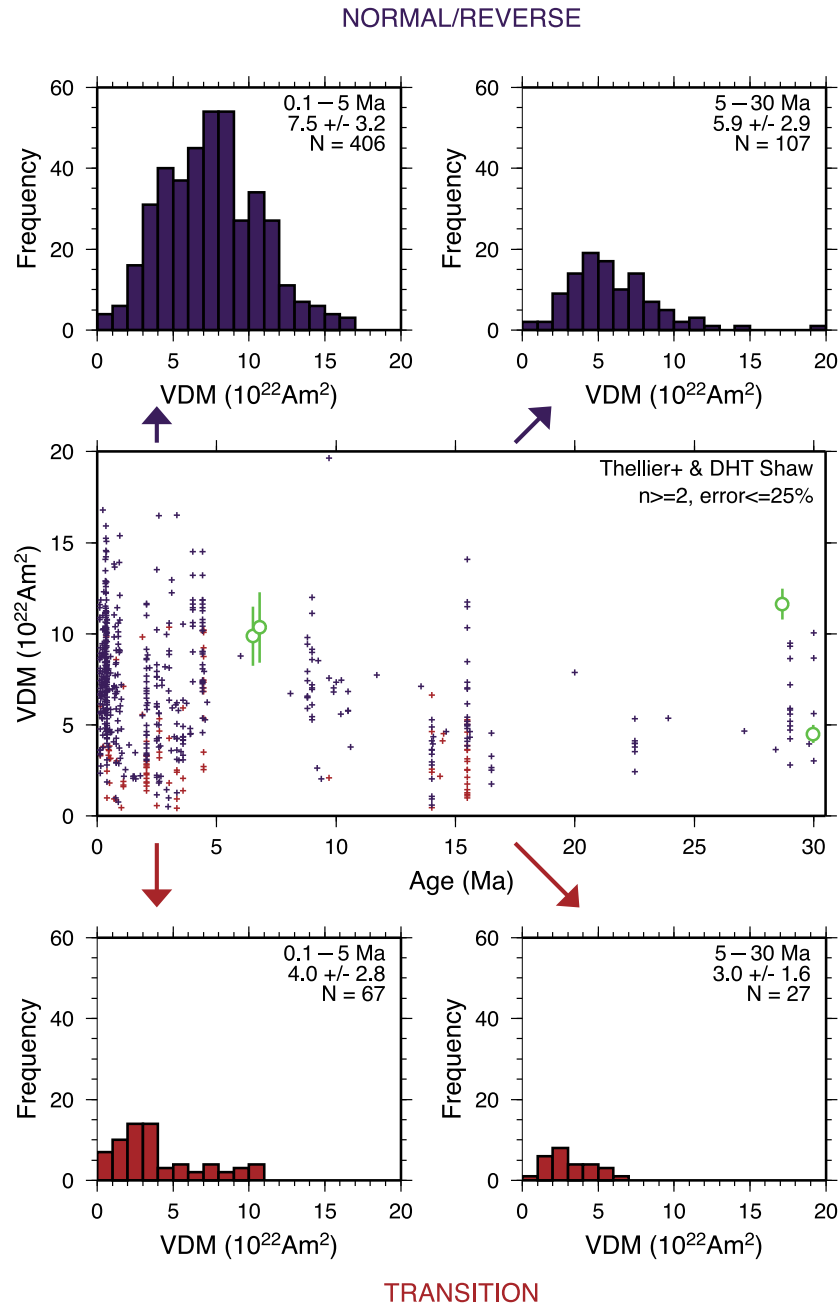 NORMAL/REVERSE
60
40
20
0
Frequency
0.1 – 5 Ma
7.5 +/- 3.2
N = 406
0 5 10 15 20
VDM (10²²Am²)
60
40
20
0
Frequency
5 – 30 Ma
5.9 +/- 2.9
N = 107
0 5 10 15 20
VDM (10²²Am²)
20
15
10
5
0
VDM (10²²Am²)
Thellier+ & DHT Shaw
n>=2, error<=25%
0 5 10 15 20 25 30
Age (Ma)
60
40
20
0
Frequency
0.1 – 5 Ma
4.0 +/- 2.8
N = 67
0 5 10 15 20
VDM (10²²Am²)
60
40
20
0
Frequency
5 – 30 Ma
3.0 +/- 1.6
N = 27
0 5 10 15 20
VDM (10²²Am²)
TRANSITION